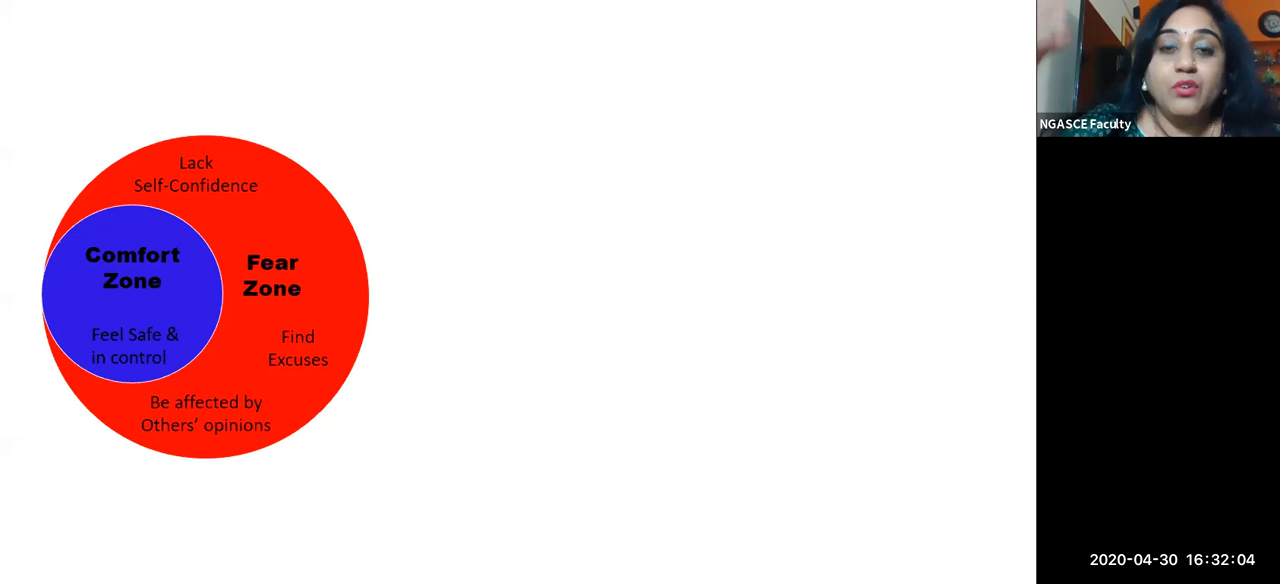 Lack
Self-Confidence
Comfort
Zone
Feel Safe &
in control
Fear
Zone
Find
Excuses
Be affected by
Others’ opinions
NGASCE Faculty
2020-04-30 16:32:04